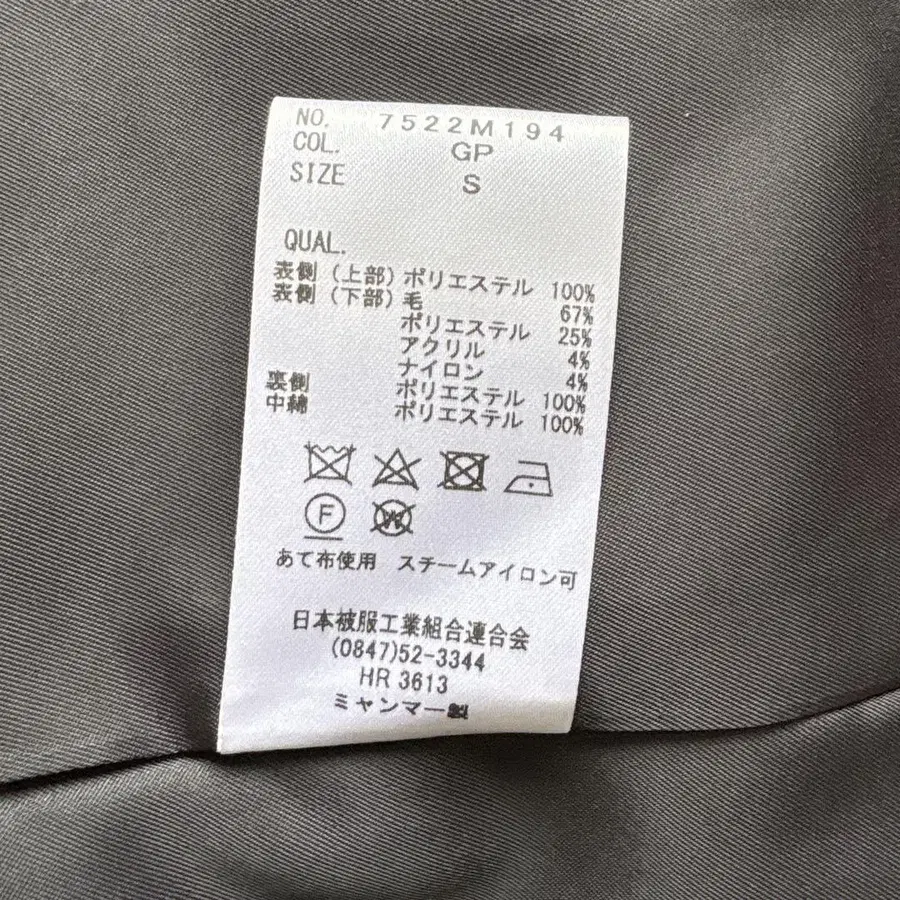 NO. 7522M194
COL. GP
SIZE S
QUAL.
表側(上部)ポリエステル 100%
表側(下部)毛 67%
ポリエステル 25%
アクリル 4%
ナイロン 4%
裏側 ポリエステル 100%
中綿 ポリエステル 100%
F W
あて布使用 スチームアイロン可
日本被服工業組合連合会
(0847)52-3344
HR 3613
ミャンマー製